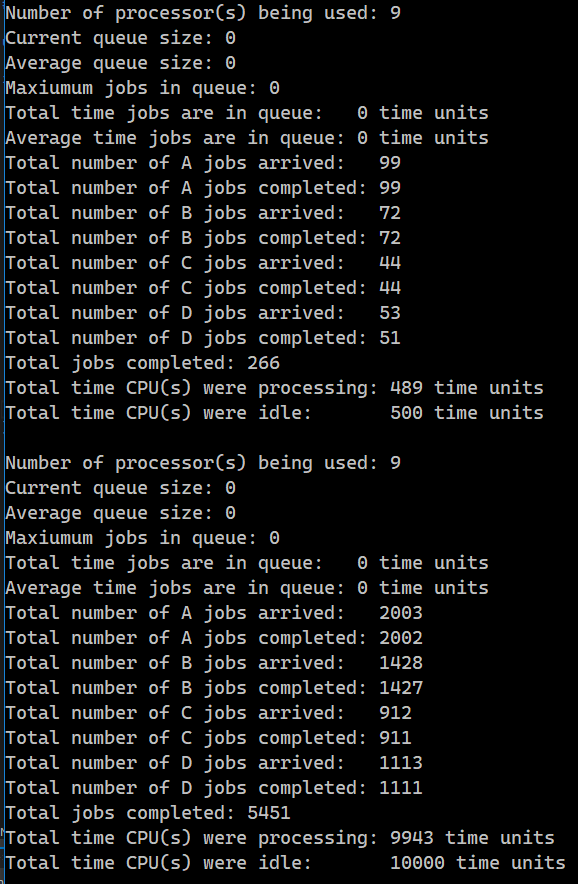 Number of processor(s) being used: 9
Current queue size: 0
Average queue size: 0
Maxiumum jobs in queue: 0
Total time jobs are in queue:   0 time units
Average time jobs are in queue: 0 time units
Total number of A jobs arrived:   99
Total number of A jobs completed: 99
Total number of B jobs arrived:   72
Total number of B jobs completed: 72
Total number of C jobs arrived:   44
Total number of C jobs completed: 44
Total number of D jobs arrived:   53
Total number of D jobs completed: 51
Total jobs completed: 266
Total time CPU(s) were processing: 489 time units
Total time CPU(s) were idle:       500 time units

Number of processor(s) being used: 9
Current queue size: 0
Average queue size: 0
Maxiumum jobs in queue: 0
Total time jobs are in queue:   0 time units
Average time jobs are in queue: 0 time units
Total number of A jobs arrived:   2003
Total number of A jobs completed: 2002
Total number of B jobs arrived:   1428
Total number of B jobs completed: 1427
Total number of C jobs arrived:   912
Total number of C jobs completed: 911
Total number of D jobs arrived:   1113
Total number of D jobs completed: 1111
Total jobs completed: 5451
Total time CPU(s) were processing: 9943 time units
Total time CPU(s) were idle:       10000 time units